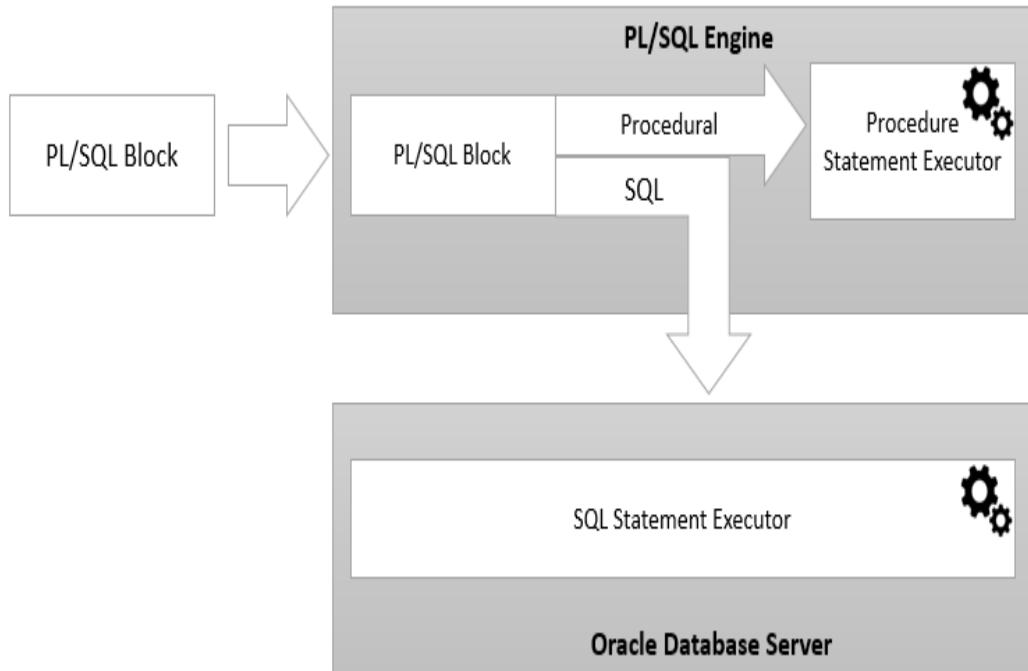 PL/SQL Engine
PL/SQL Block
PL/SQL Block
Procedural
SQL
Procedure
Statement Executor
SQL Statement Executor
Oracle Database Server